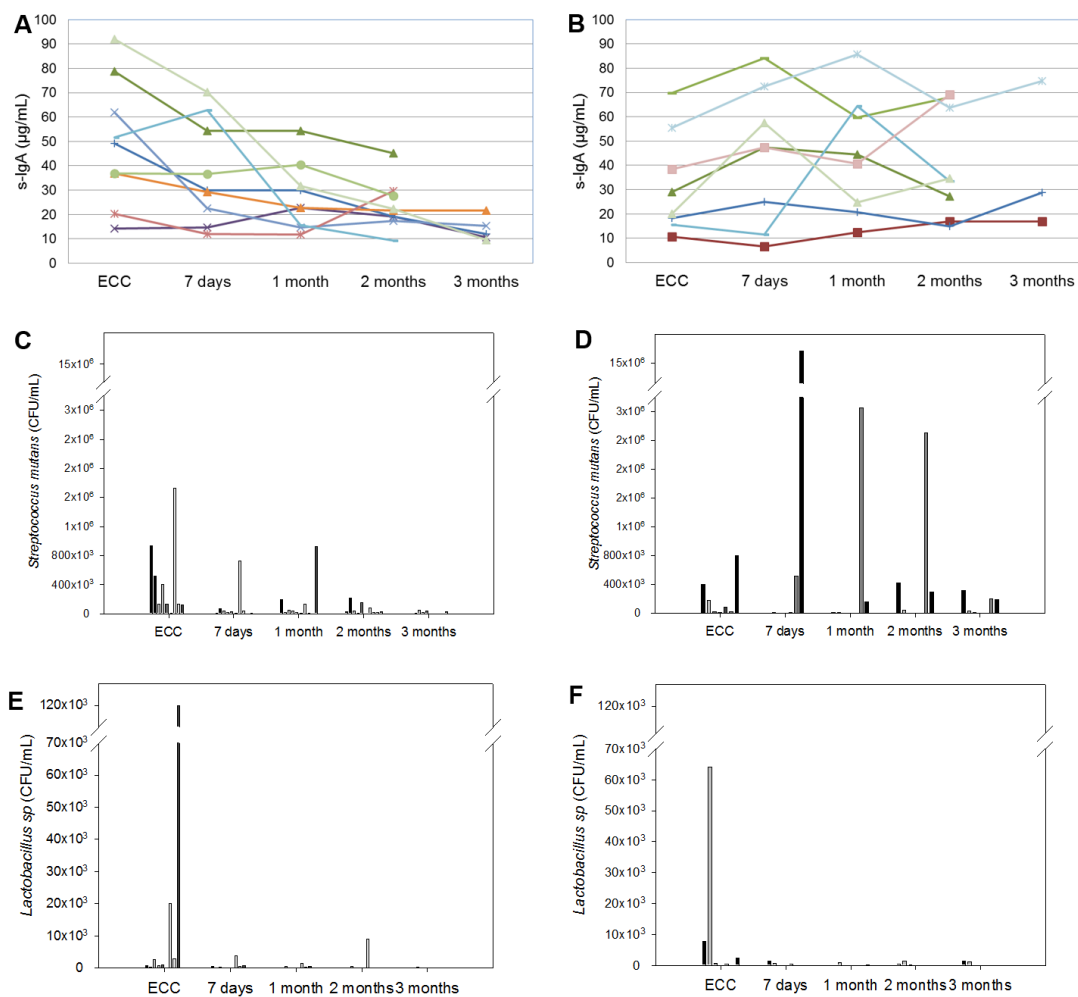 A
s-IgA (µg/mL)
100
90
80
70
60
50
40
30
20
10
0
ECC 7 days 1 month 2 months 3 months
B
s-IgA (µg/mL)
100
90
80
70
60
50
40
30
20
10
0
ECC 7 days 1 month 2 months 3 months
C
Streptococcus mutans (CFU/mL)
15x10⁶
3x10⁶
2x10⁶
2x10⁶
2x10⁶
1x10⁶
800x10³
400x10³
0
ECC 7 days 1 month 2 months 3 months
D
Streptococcus mutans (CFU/mL)
15x10⁶
3x10⁶
2x10⁶
2x10⁶
2x10⁶
1x10⁶
800x10³
400x10³
0
ECC 7 days 1 month 2 months 3 months
E
Lactobacillus sp (CFU/mL)
120x10³
70x10³
60x10³
50x10³
40x10³
30x10³
20x10³
10x10³
0
ECC 7 days 1 month 2 months 3 months
F
Lactobacillus sp (CFU/mL)
120x10³
70x10³
60x10³
50x10³
40x10³
30x10³
20x10³
10x10³
0
ECC 7 days 1 month 2 months 3 months